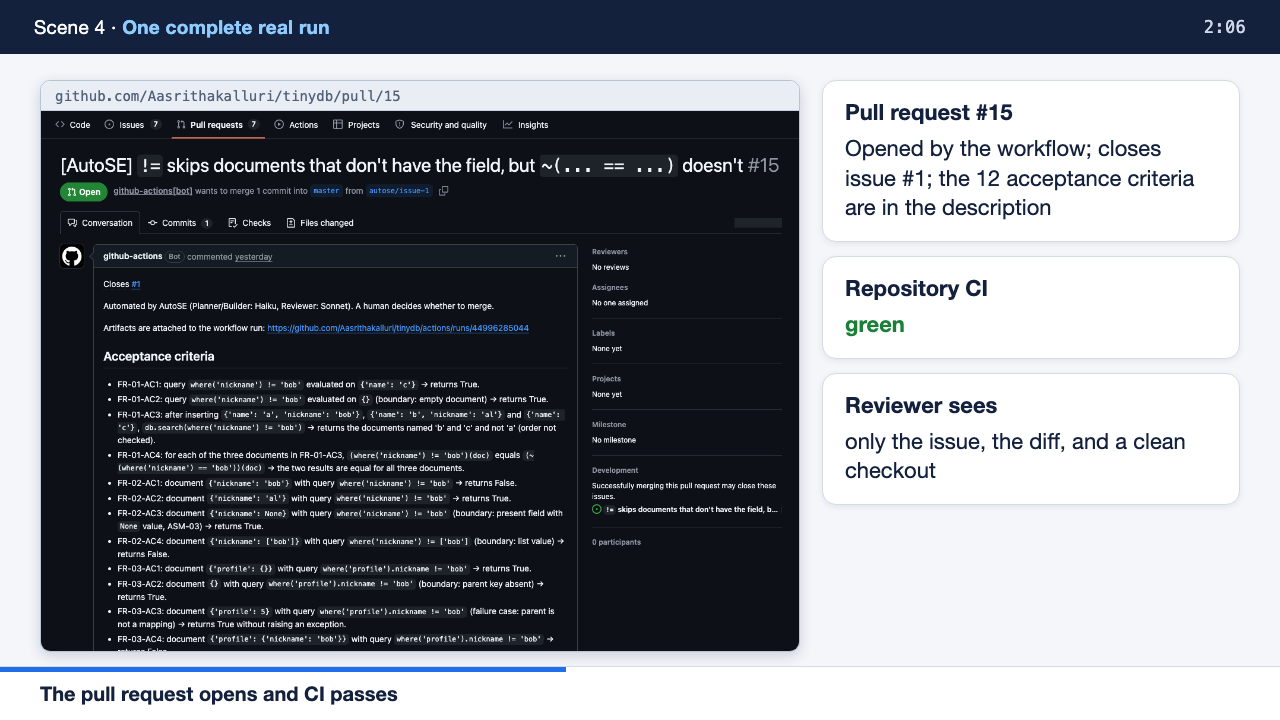 Scene 4 · One complete real run
2:06
github.com/Aasrithakalluri/tinydb/pull/15
Code Issues 7 Pull requests 7 Actions Projects Security and quality Insights
[AutoSE] != skips documents that don't have the field, but ~(... == ...) doesn't #15
Open github-actions[bot] wants to merge 1 commit into master from autose/issue-1
Conversation Commits 1 Checks Files changed
github-actions Bot commented yesterday ...
Closes #1
Automated by AutoSE (Planner/Builder: Haiku, Reviewer: Sonnet). A human decides whether to merge.
Artifacts are attached to the workflow run: https://github.com/Aasrithakalluri/tinydb/actions/runs/44996285044
Acceptance criteria
• FR-01-AC1: query where('nickname') != 'bob' evaluated on {'name': 'c'} → returns True.
• FR-01-AC2: query where('nickname') != 'bob' evaluated on {} (boundary: empty document) → returns True.
• FR-01-AC3: after inserting {'name': 'a', 'nickname': 'bob'}, {'name': 'b', 'nickname': 'al'} and {'name':
'c'}, db.search(where('nickname') != 'bob') → returns the documents named 'b' and 'c' and not 'a' (order not
checked).
• FR-01-AC4: for each of the three documents in FR-01-AC3, (where('nickname') != 'bob')(doc) equals (~
(where('nickname') == 'bob'))(doc) → the two results are equal for all three documents.
• FR-02-AC1: document {'nickname': 'bob'} with query where('nickname') != 'bob' → returns False.
• FR-02-AC2: document {'nickname': 'al'} with query where('nickname') != 'bob' → returns True.
• FR-02-AC3: document {'nickname': None} with query where('nickname') != 'bob' (boundary: present field with
None value, ASM-03) → returns True.
• FR-02-AC4: document {'nickname': ['bob']} with query where('nickname') != ['bob'] (boundary: list value) →
returns False.
• FR-03-AC1: document {'profile': {}} with query where('profile').nickname != 'bob' → returns True.
• FR-03-AC2: document {} with query where('profile').nickname != 'bob' (boundary: parent key absent) →
returns True.
• FR-03-AC3: document {'profile': 5} with query where('profile').nickname != 'bob' (failure case: parent is
not a mapping) → returns True without raising an exception.
• FR-03-AC4: document {'profile': {'nickname': 'bob'}} with query where('profile').nickname != 'bob' →
returns False.
Reviewers
No reviews
Assignees
No one assigned
Labels
None yet
Projects
None yet
Milestone
No milestone
Development
Successfully merging this pull request may close these
issues.
!= skips documents that don't have the field, b...
0 participants
Pull request #15
Opened by the workflow; closes
issue #1; the 12 acceptance criteria
are in the description
Repository CI
green
Reviewer sees
only the issue, the diff, and a clean
checkout
The pull request opens and CI passes